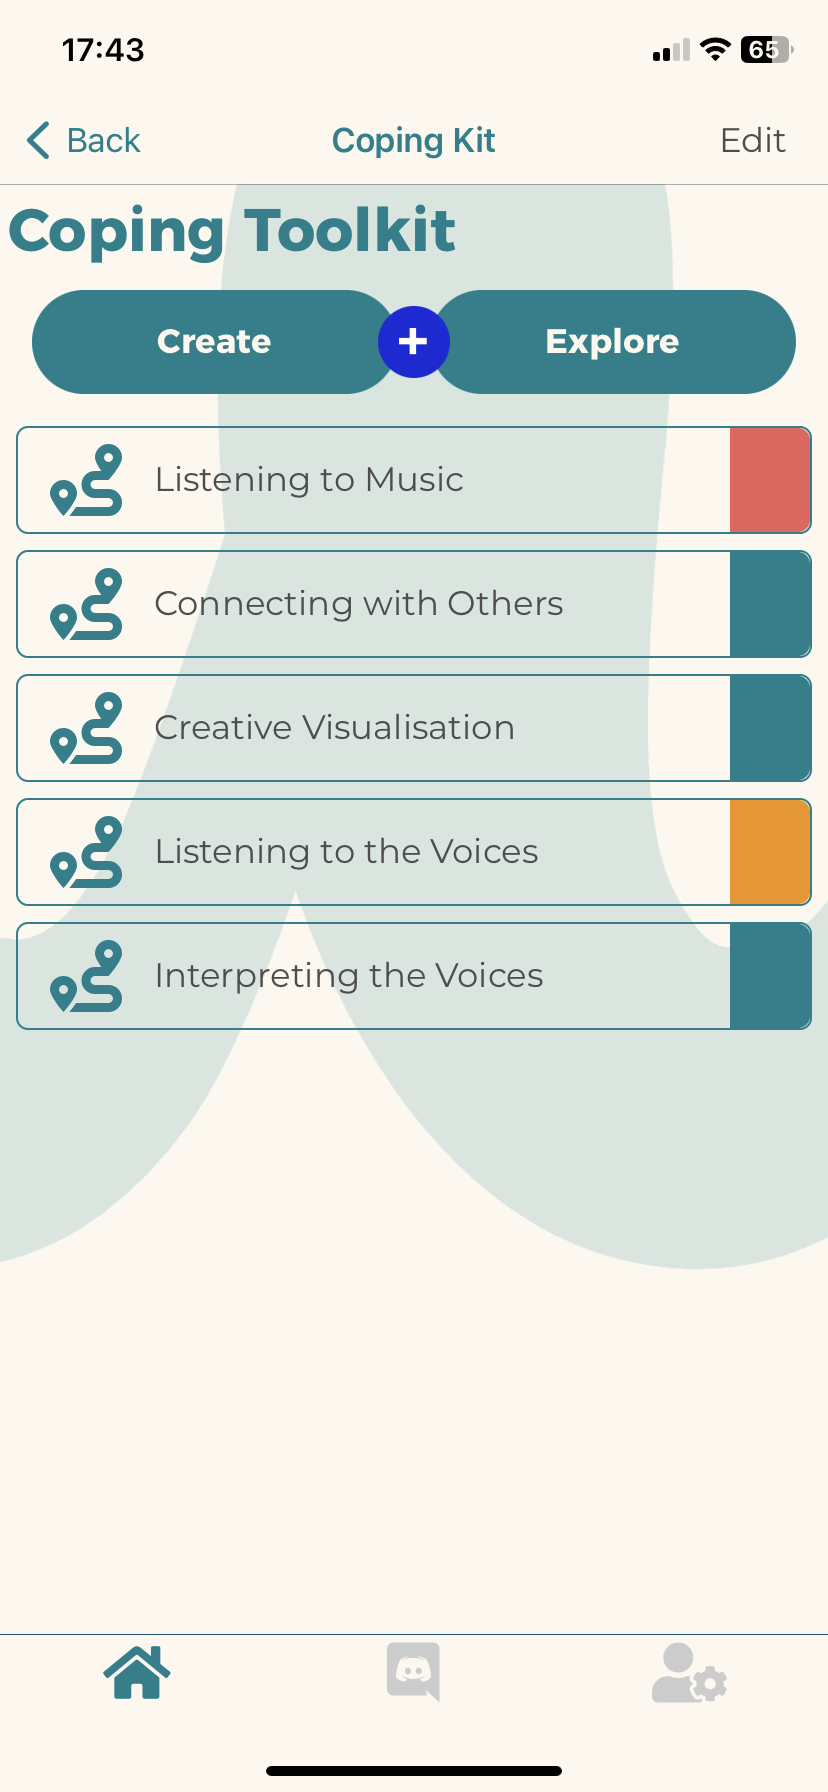 17:43
65
Back
Coping Kit
Edit
Coping Toolkit
Create
+
Explore
Listening to Music
Connecting with Others
Creative Visualisation
Listening to the Voices
Interpreting the Voices